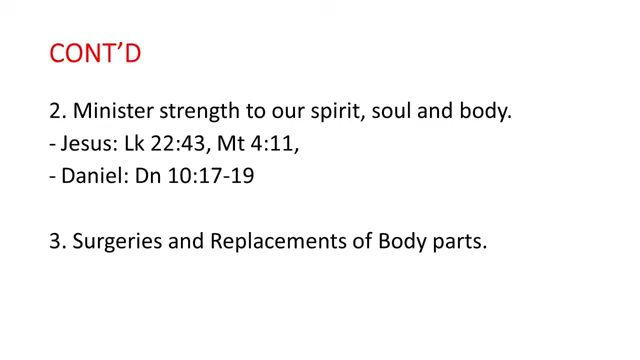 CONT’D
2. Minister strength to our spirit, soul and body.
- Jesus: Lk 22:43, Mt 4:11,
- Daniel: Dn 10:17-19
3. Surgeries and Replacements of Body parts.